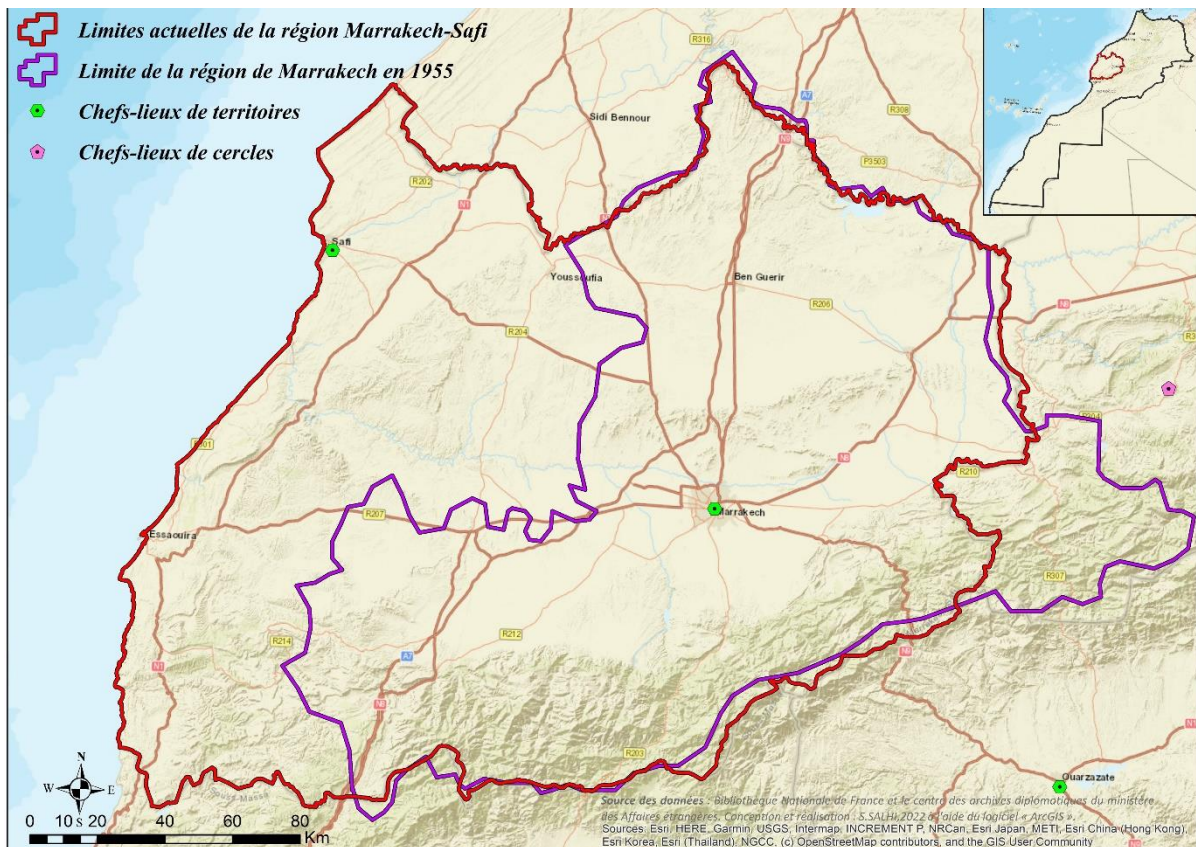 Limites actuelles de la région Marrakech-Safi
Limite de la région de Marrakech en 1955
Chefs-lieux de territoires
Chefs-lieux de cercles
R316
A7
R308
Sidi Bennour
N9
P3503
R202
N1
Safi
Youssoufia
Ben Guerir
R206
N8
R204
R301
N8
R210
R207
Marrakech
Essaouira
R307
R212
R214
A7
N1
N9
N8
R203
N1
Ouarzazate
N
W
E
S
0 10 20 40 60 80
Km
Source des données : Bibliothèque Nationale de France et le centre des archives diplomatiques du ministère
des Affaires étrangères. Conception et réalisation : S.SALHI,2022 à l'aide du logiciel « ArcGIS ».
Sources: Esri, HERE, Garmin, USGS, Intermap, INCREMENT P, NRCan, Esri Japan, METI, Esri China (Hong Kong),
Esri Korea, Esri (Thailand), NGCC, (c) OpenStreetMap contributors, and the GIS User Community